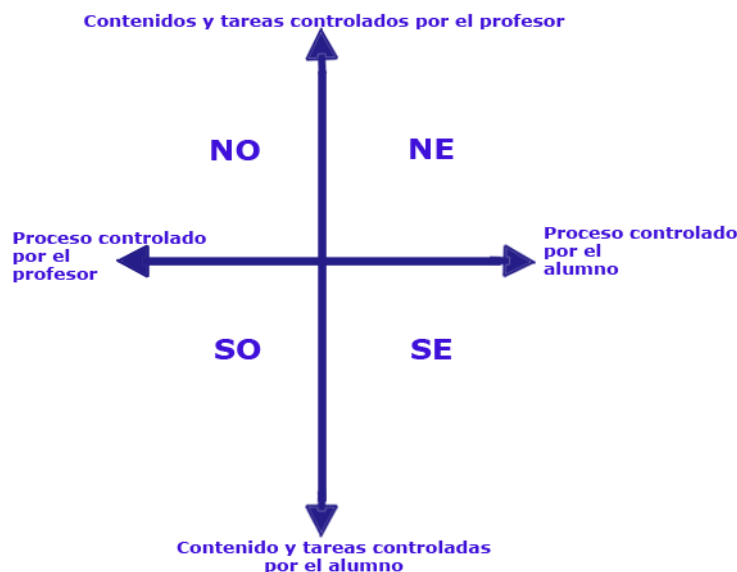 Contenidos y tareas controlados por el profesor
NO
NE
Proceso controlado
por el
profesor
Proceso controlado
por el
alumno
SO
SE
Contenido y tareas controladas
por el alumno